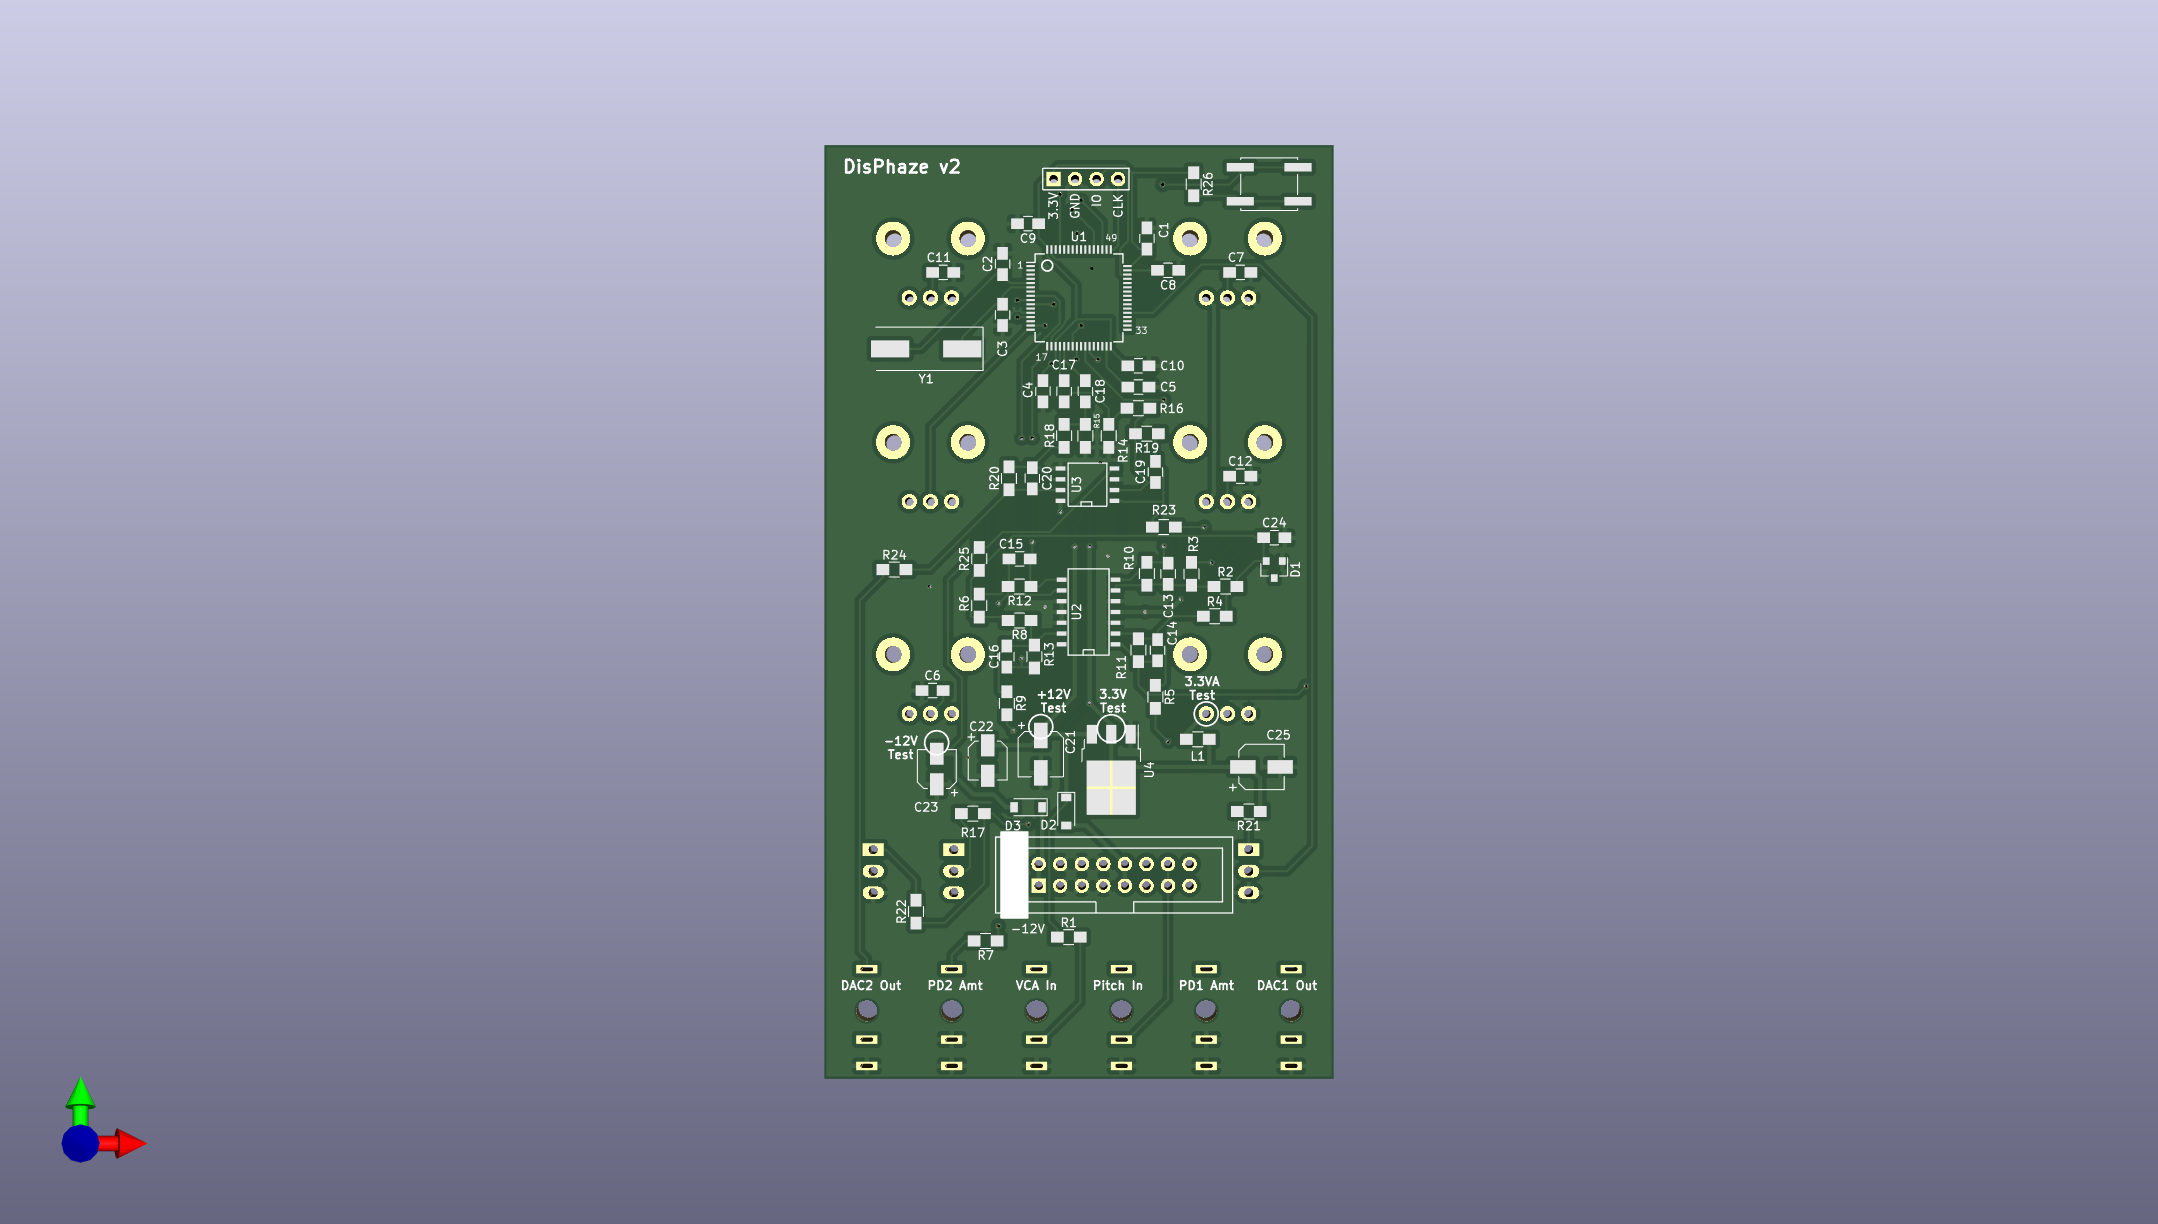 DisPhaze v2
3.3V
GND
IO
CLK
R26
C9
U1
49
C1
C2
1
C11
C7
C8
33
C3
17
Y1
C17
C10
C4
C18
C5
R16
R15
R18
R14
R19
C12
R20
C20
U3
C19
R23
C24
R24
R25
C15
R10
R3
D1
R2
R6
R12
U2
C13
R4
R8
C14
C16
R13
R11
C6
R9
+12V
Test
3.3V
Test
R5
3.3VA
Test
-12V
Test
C22
+
+
C21
U4
L1
C25
+
C23
+
R17
D3
D2
R21
R22
-12V
R1
R7
DAC2 Out
PD2 Amt
VCA In
Pitch In
PD1 Amt
DAC1 Out